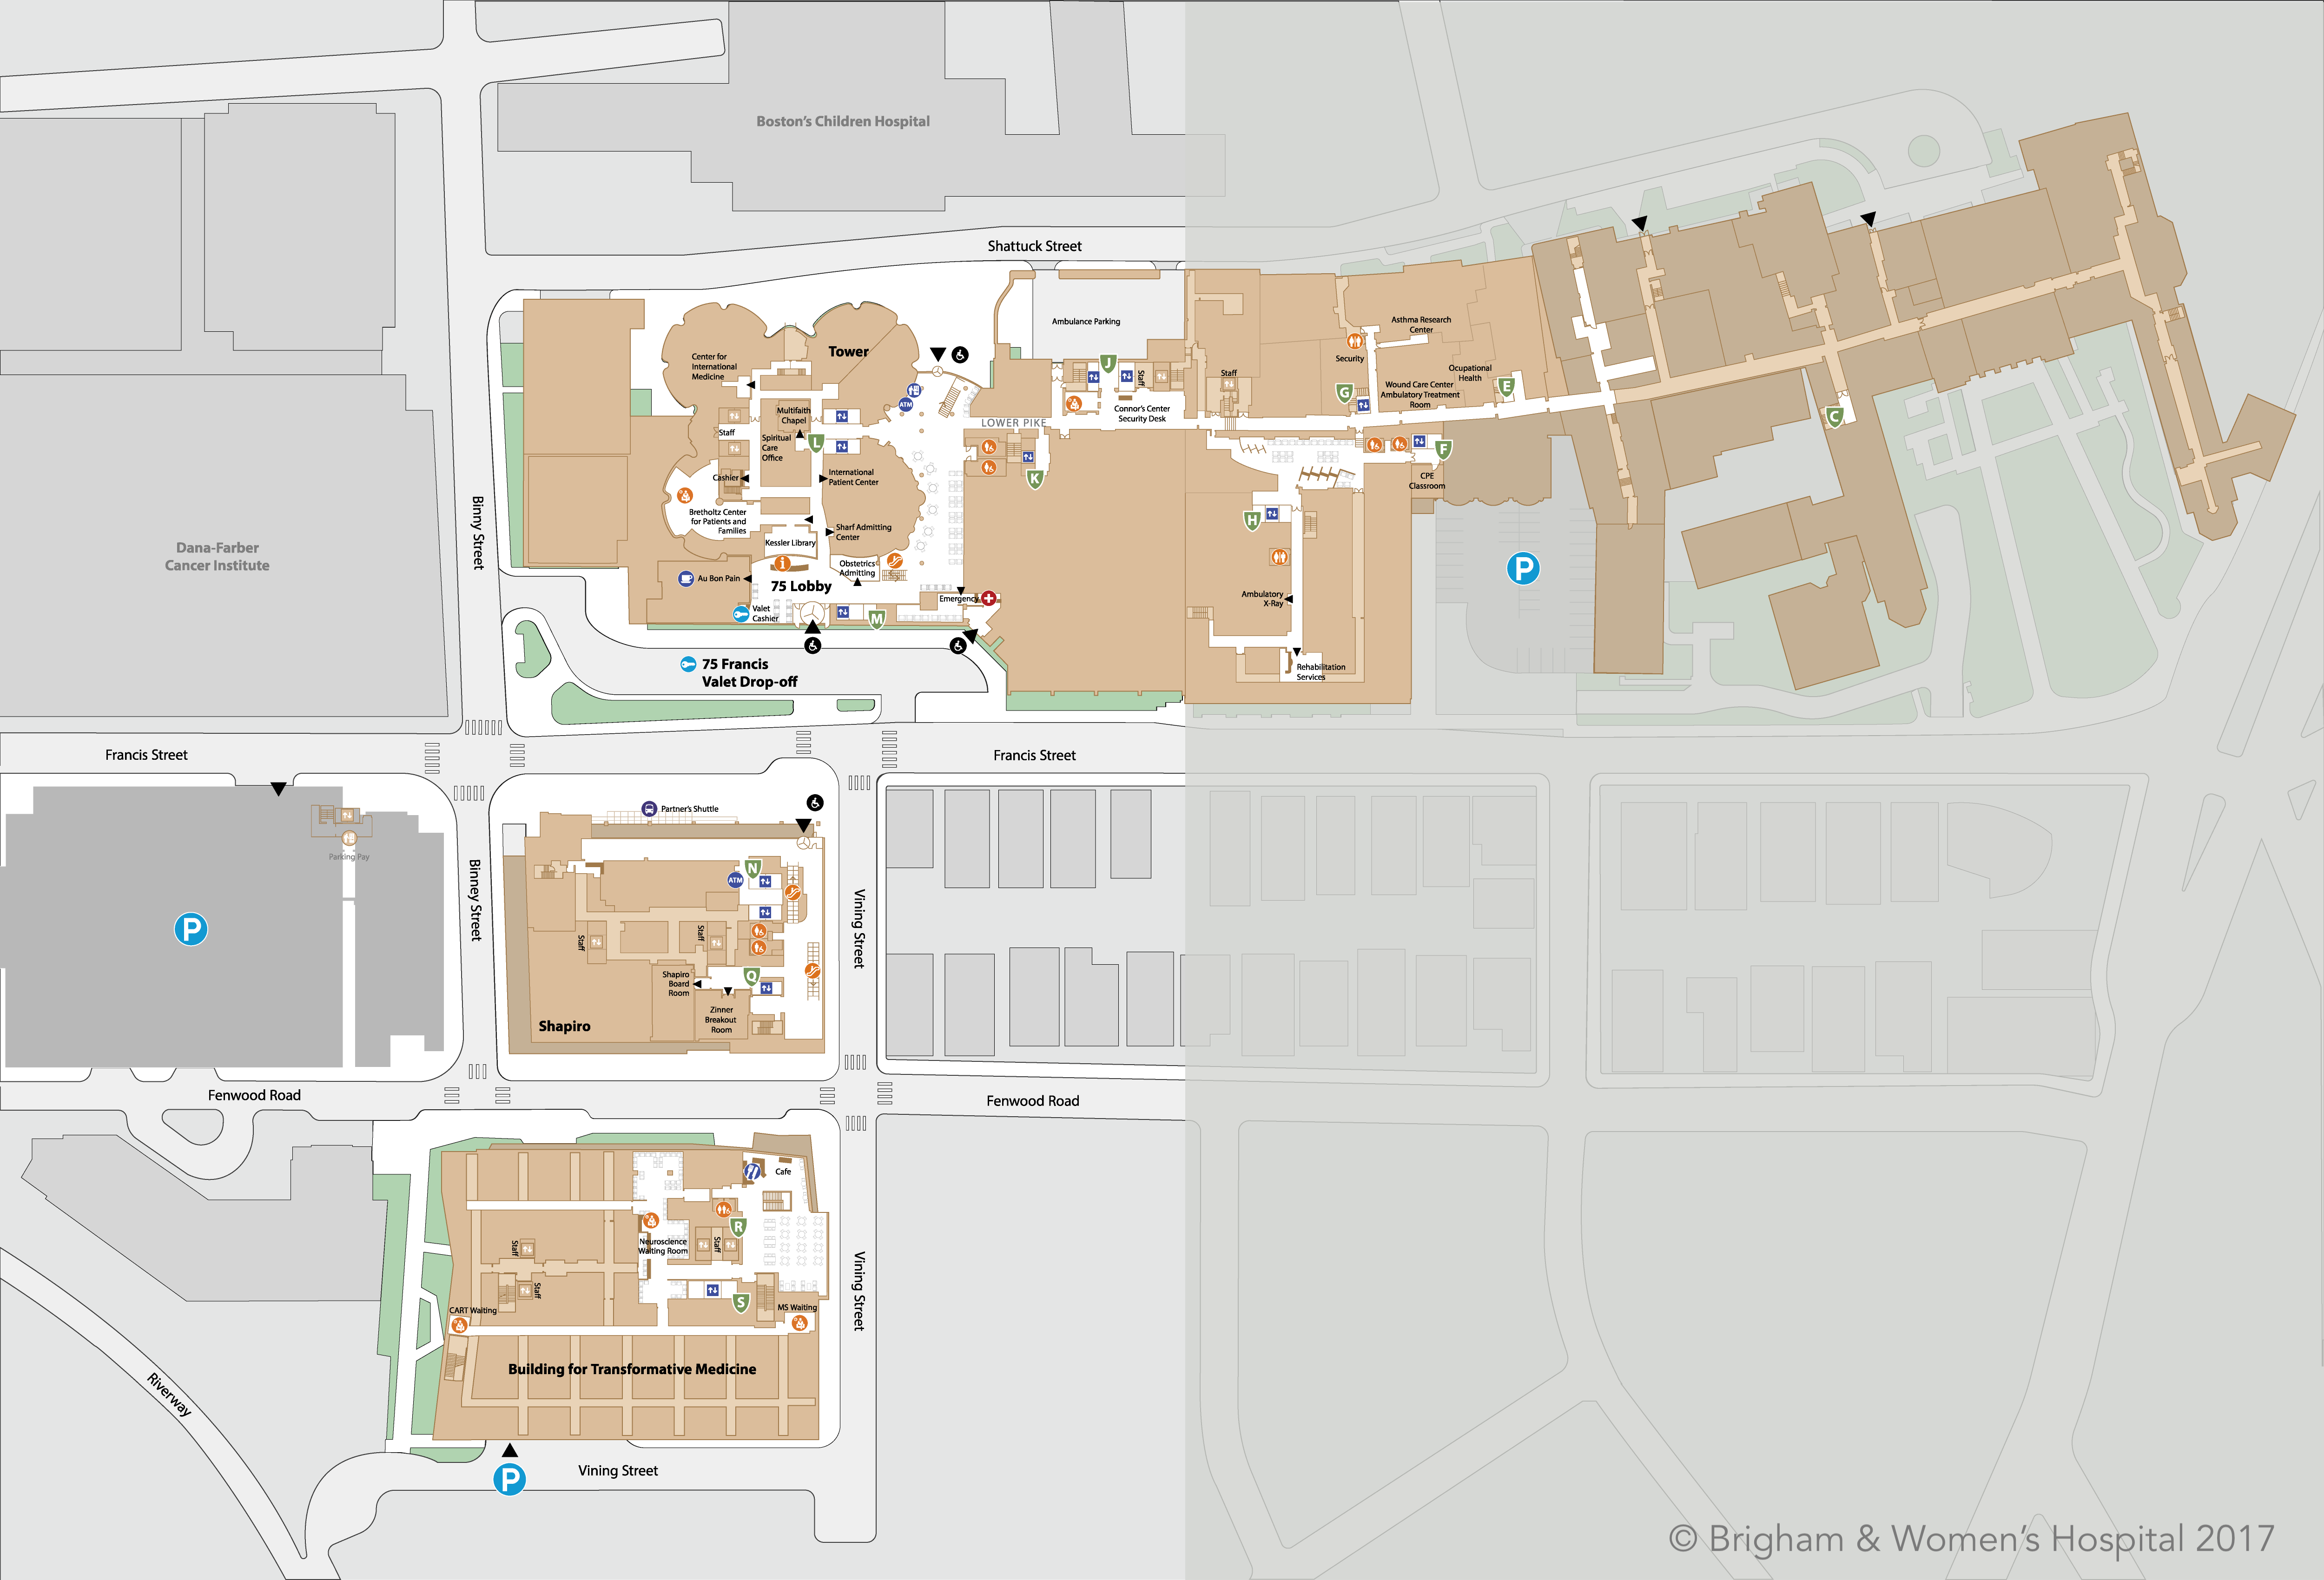 Boston's Children Hospital
Shattuck Street
Ambulance Parking
Asthma Research
Center
Tower
Center for
International
Medicine
Security
Staff
Staff
Ocupational
Health
Wound Care Center
Ambulatory Treatment
Room
J
G
E
C
ATM
Multifaith
Chapel
Connor's Center
Security Desk
LOWER PIKE
Staff
L
Spiritual
Care
Office
F
K
CPE
Classroom
Cashier
International
Patient Center
Bretholtz Center
for Patients and
Families
H
Sharf Admitting
Center
Kessler Library
Binny Street
Dana-Farber
Cancer Institute
i
Obstetrics
Admitting
P
Au Bon Pain
75 Lobby
Emergency
Ambulatory
X-Ray
Valet
Cashier
M
75 Francis
Valet Drop-off
Rehabilitation
Services
Francis Street
Francis Street
Partner's Shuttle
Parking Pay
N
ATM
P
Binney Street
Vining Street
Staff
Staff
Q
Shapiro
Board
Room
Zinner
Breakout
Room
Shapiro
Fenwood Road
Fenwood Road
Cafe
R
Neuroscience
Waiting Room
Staff
Staff
Staff
Vining Street
S
CART Waiting
MS Waiting
Building for Transformative Medicine
Riverway
P
Vining Street
© Brigham & Women's Hospital 2017